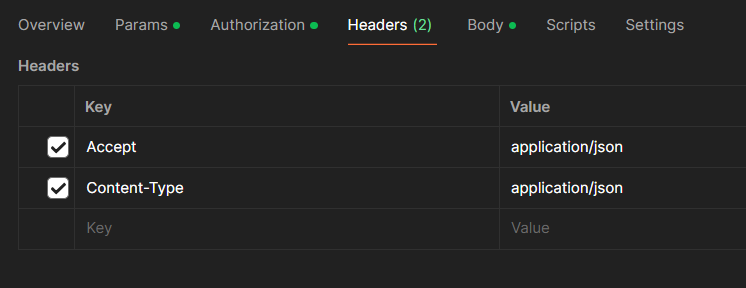 Overview Params Authorization Headers (2) Body Scripts Settings
Headers
Key Value
Accept application/json
Content-Type application/json
Key Value